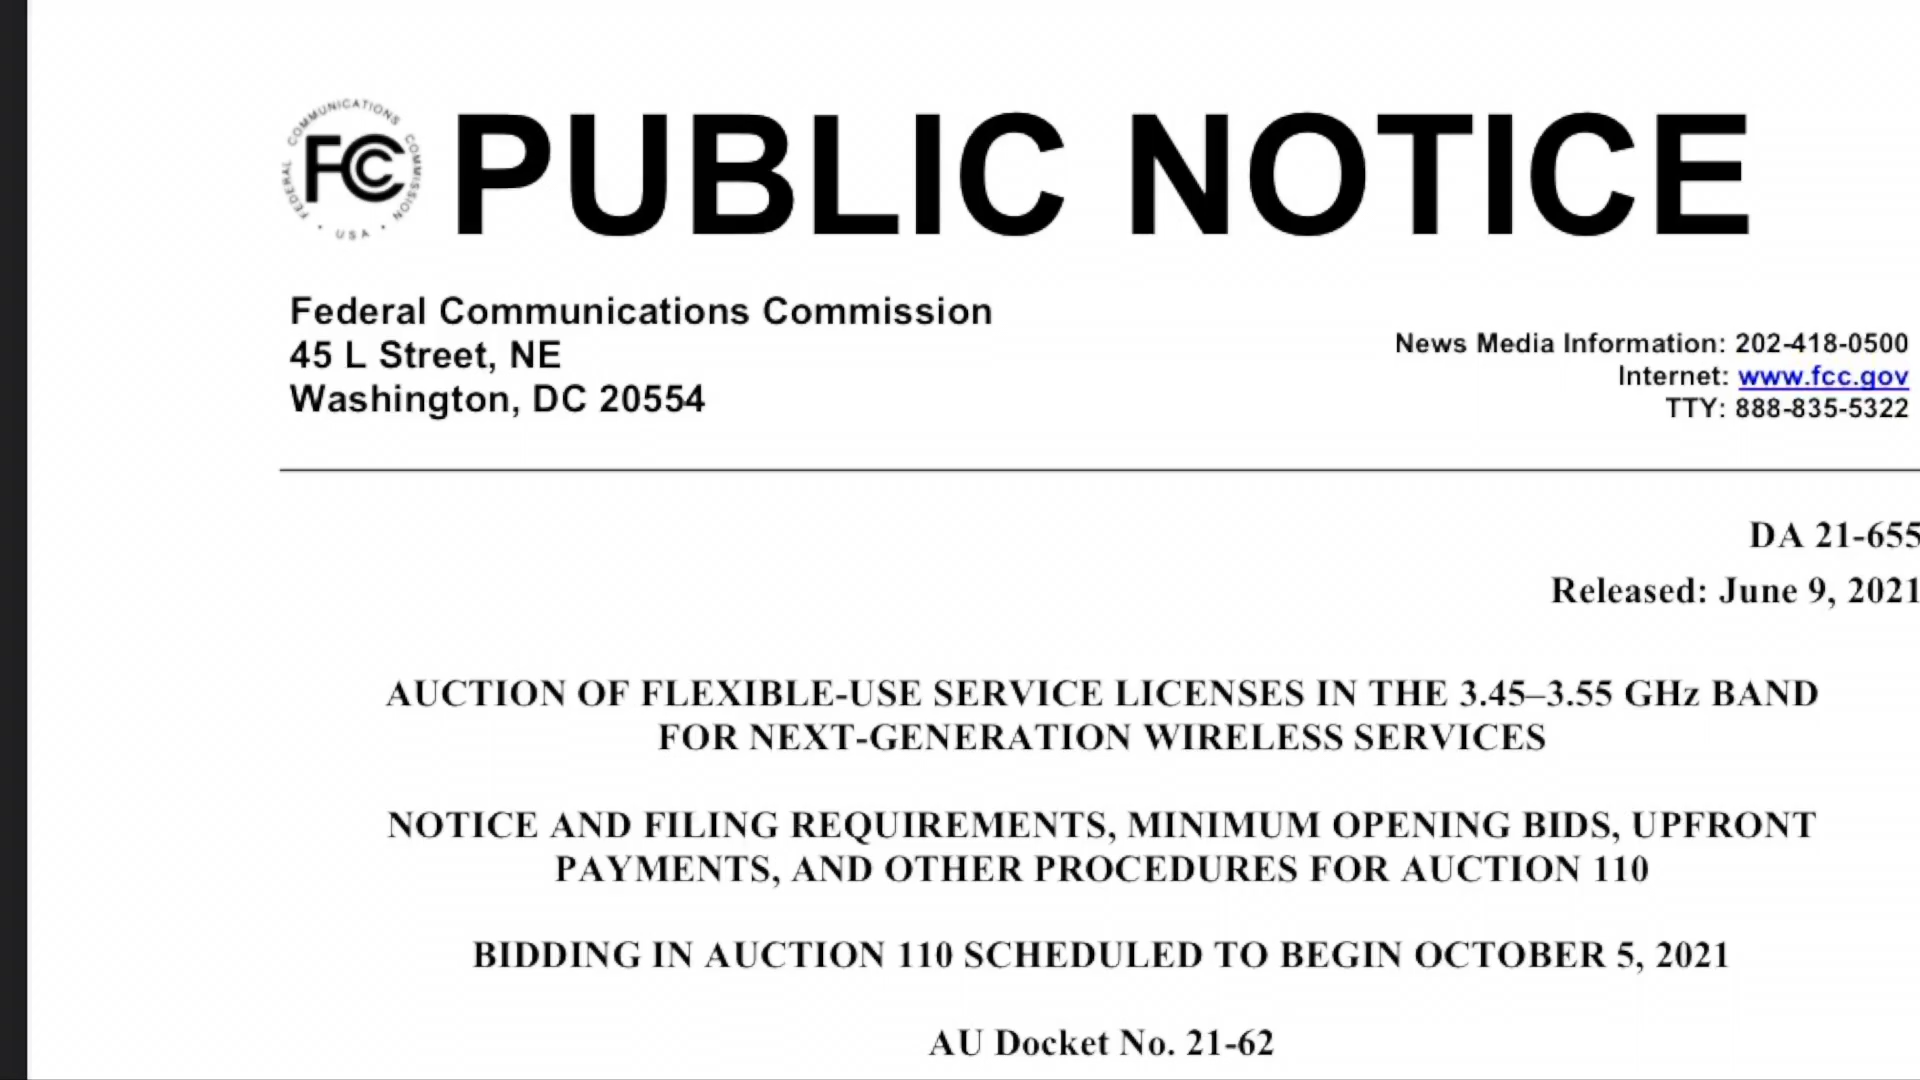 FEDERAL COMMUNICATIONS COMMISSION • USA •
FCC
PUBLIC NOTICE
Federal Communications Commission
45 L Street, NE
Washington, DC 20554
News Media Information: 202-418-0500
Internet: www.fcc.gov
TTY: 888-835-5322
DA 21-655
Released: June 9, 2021
AUCTION OF FLEXIBLE-USE SERVICE LICENSES IN THE 3.45–3.55 GHz BAND
FOR NEXT-GENERATION WIRELESS SERVICES
NOTICE AND FILING REQUIREMENTS, MINIMUM OPENING BIDS, UPFRONT
PAYMENTS, AND OTHER PROCEDURES FOR AUCTION 110
BIDDING IN AUCTION 110 SCHEDULED TO BEGIN OCTOBER 5, 2021
AU Docket No. 21-62